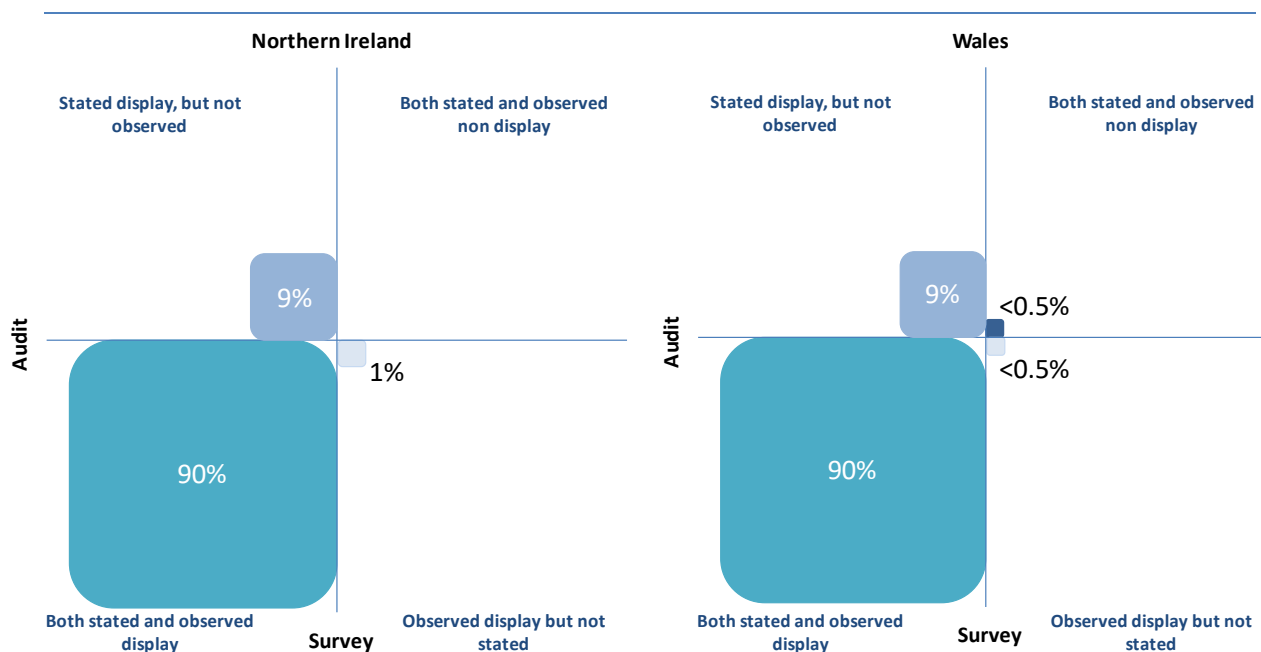 Northern Ireland
Stated display, but not
observed
Both stated and observed
non display
Audit
9%
1%
90%
Both stated and observed
display
Survey
Observed display but not
stated
Wales
Stated display, but not
observed
Both stated and observed
non display
Audit
9%
<0.5%
<0.5%
90%
Both stated and observed
display
Survey
Observed display but not
stated